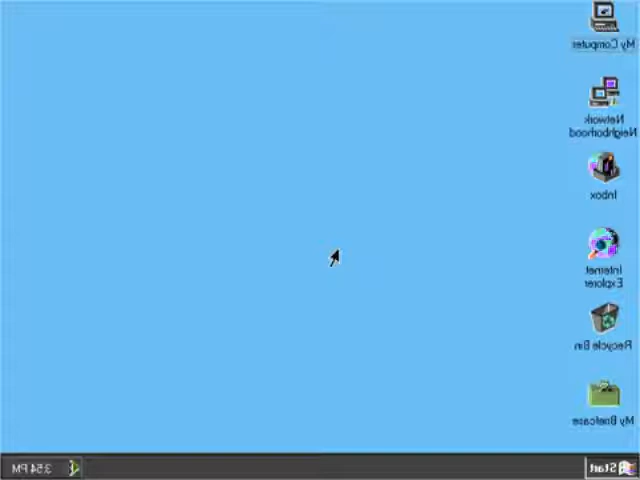 My Computer
Network
Neighborhood
Inbox
Internet
Explorer
Recycle Bin
My Briefcase
Start
3:54 PM